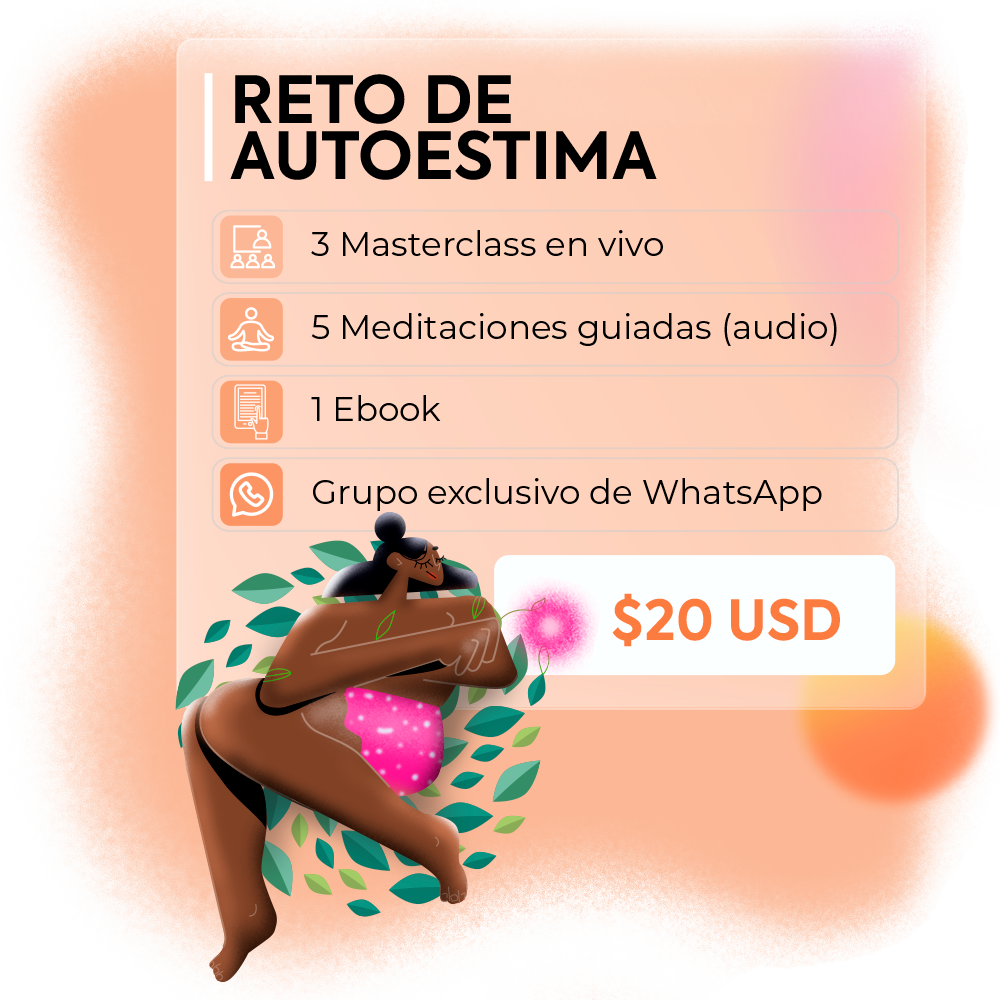 RETO DE
AUTOESTIMA
3 Masterclass en vivo
5 Meditaciones guiadas (audio)
1 Ebook
Grupo exclusivo de WhatsApp
$20 USD